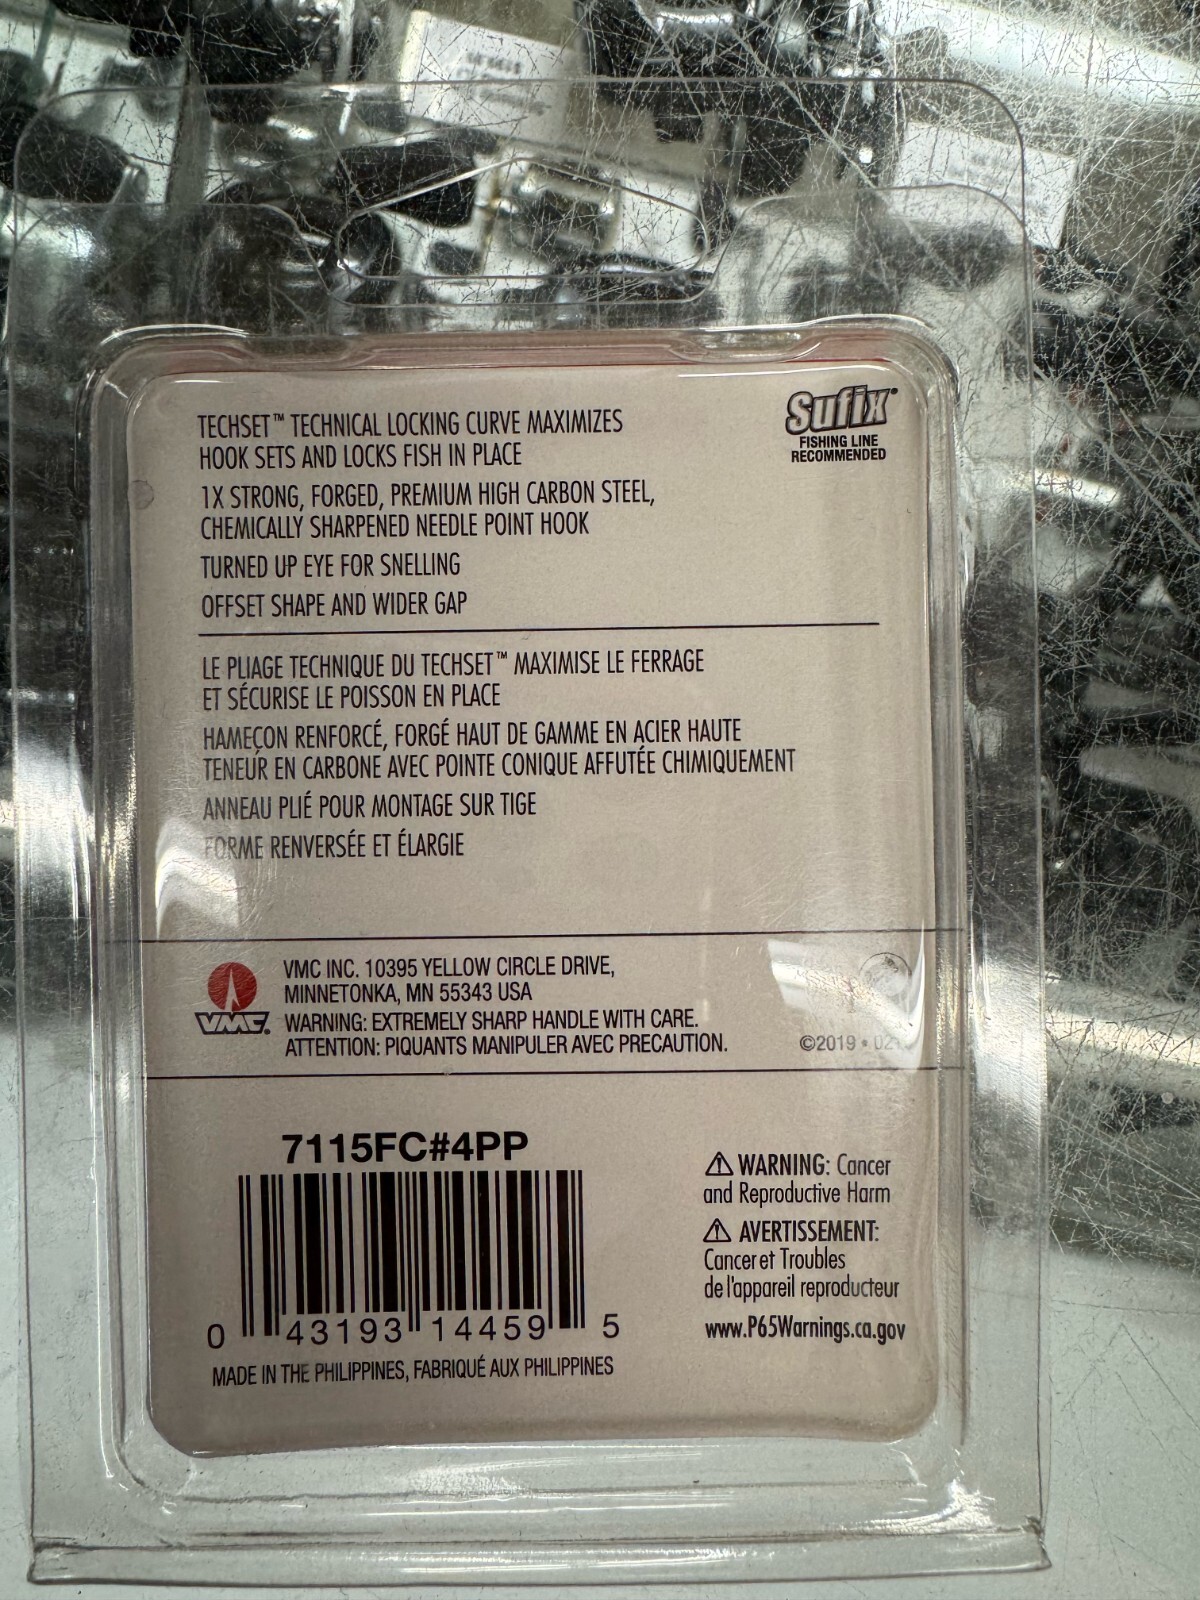 TECHSET™ TECHNICAL LOCKING CURVE MAXIMIZES
HOOK SETS AND LOCKS FISH IN PLACE
1X STRONG, FORGED, PREMIUM HIGH CARBON STEEL,
CHEMICALLY SHARPENED NEEDLE POINT HOOK
TURNED UP EYE FOR SNELLING
OFFSET SHAPE AND WIDER GAP
Sufix®
FISHING LINE
RECOMMENDED
LE PLIAGE TECHNIQUE DU TECHSET™ MAXIMISE LE FERRAGE
ET SÉCURISE LE POISSON EN PLACE
HAMEÇON RENFORCÉ, FORGÉ HAUT DE GAMME EN ACIER HAUTE
TENEUR EN CARBONE AVEC POINTE CONIQUE AFFUTÉE CHIMIQUEMENT
ANNEAU PLIÉ POUR MONTAGE SUR TIGE
FORME RENVERSÉE ET ÉLARGIE
VMC®
VMC INC. 10395 YELLOW CIRCLE DRIVE,
MINNETONKA, MN 55343 USA
WARNING: EXTREMELY SHARP HANDLE WITH CARE.
ATTENTION: PIQUANTS MANIPULER AVEC PRECAUTION.
©2019 •
7115FC#4PP
0 43193 14459 5
MADE IN THE PHILIPPINES, FABRIQUÉ AUX PHILIPPINES
⚠ WARNING: Cancer
and Reproductive Harm
⚠ AVERTISSEMENT:
Cancer et Troubles
de l'appareil reproducteur
www.P65Warnings.ca.gov